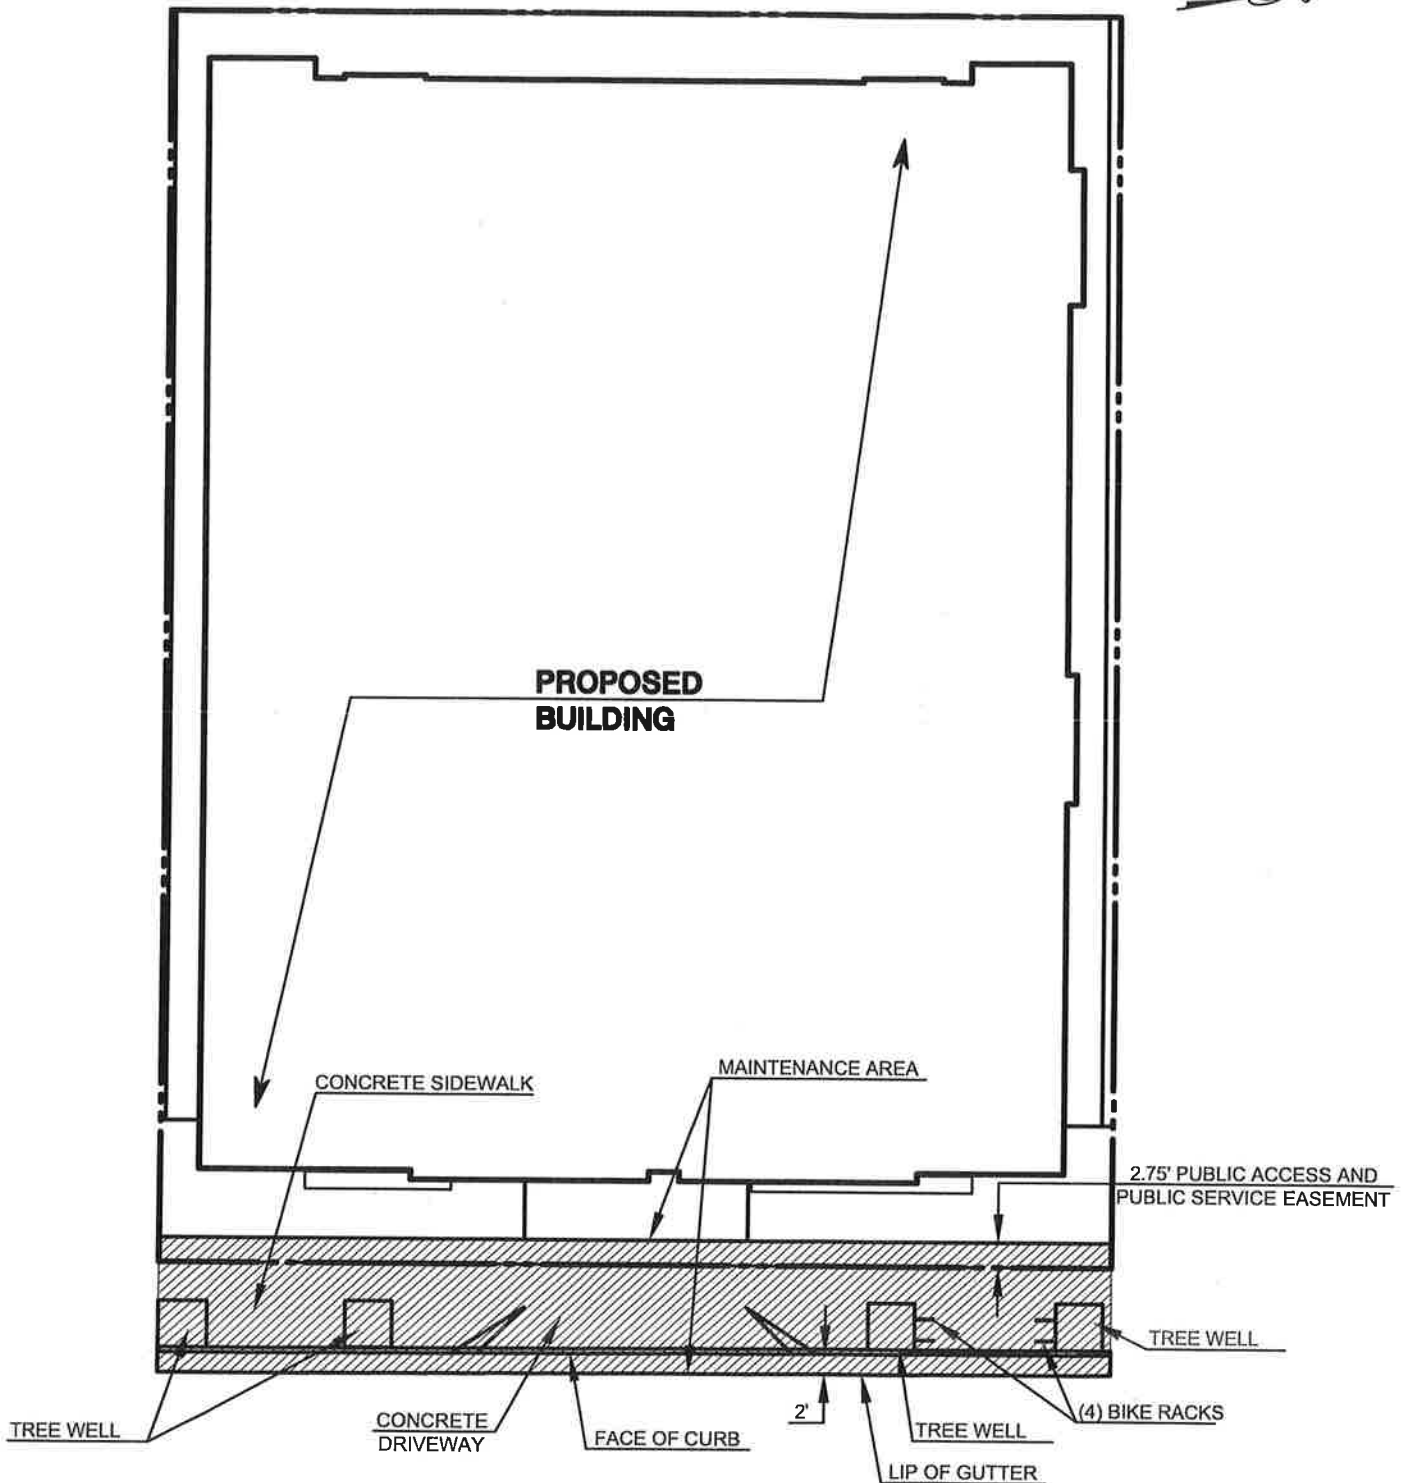 PROPOSED
BUILDING
CONCRETE SIDEWALK
MAINTENANCE AREA
2.75' PUBLIC ACCESS AND
PUBLIC SERVICE EASEMENT
TREE WELL
TREE WELL
CONCRETE
DRIVEWAY
FACE OF CURB
2'
TREE WELL
(4) BIKE RACKS
LIP OF GUTTER